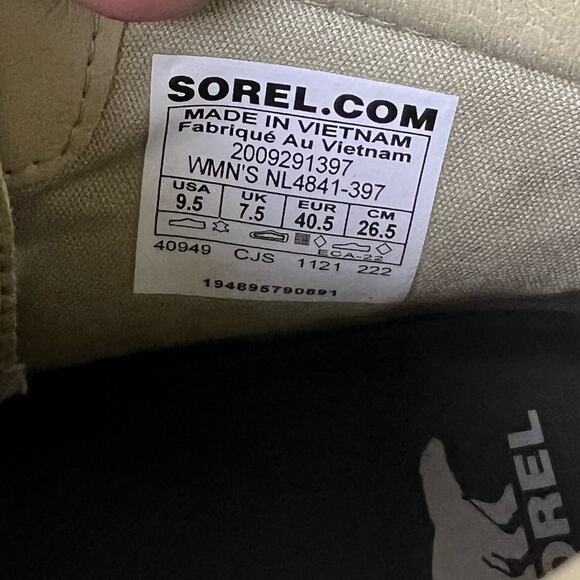 SOREL.COM
MADE IN VIETNAM
Fabriqué Au Vietnam
2009291397
WMN'S NL4841-397
USA UK EUR CM
9.5 7.5 40.5 26.5
ECA-22
40949 CJS 1121 222
194895790891
OREL